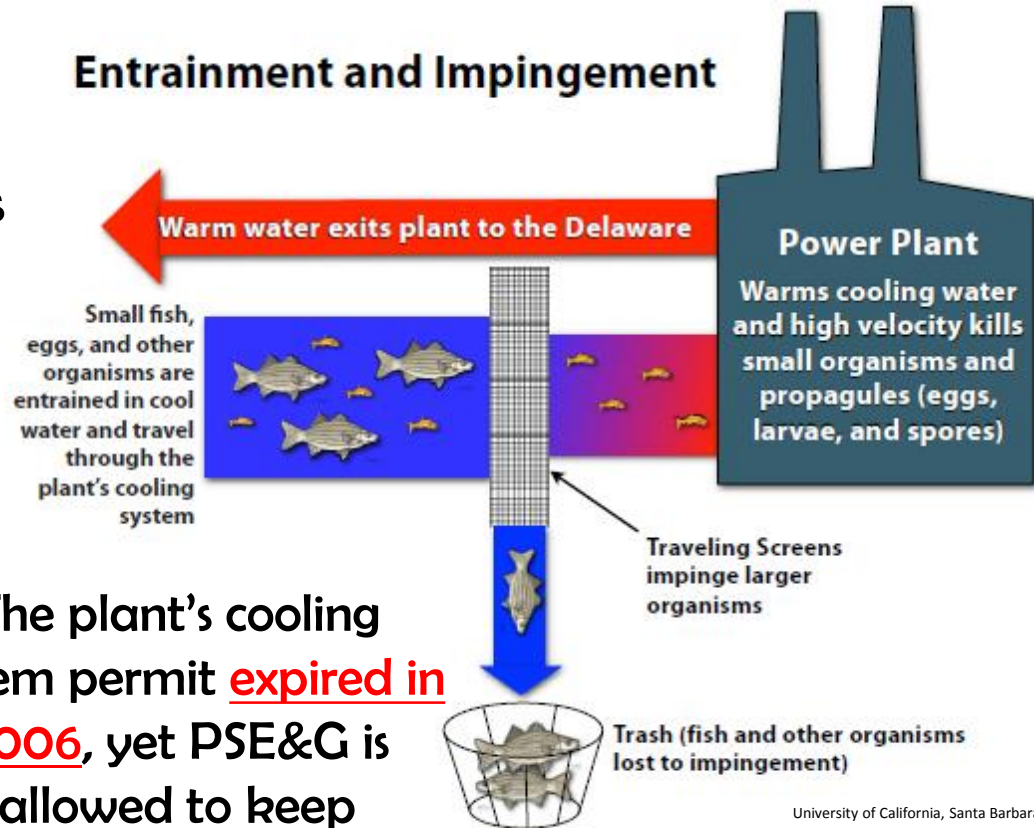 Entrainment and Impingement
s
Warm water exits plant to the Delaware
Power Plant
Warms cooling water
and high velocity kills
small organisms and
propagules (eggs,
larvae, and spores)
Small fish,
eggs, and other
organisms are
entrained in cool
water and travel
through the
plant's cooling
system
Traveling Screens
impinge larger
organisms
The plant's cooling
em permit expired in
006, yet PSE&G is
allowed to keep
Trash (fish and other organisms
lost to impingement)
University of California, Santa Barbara